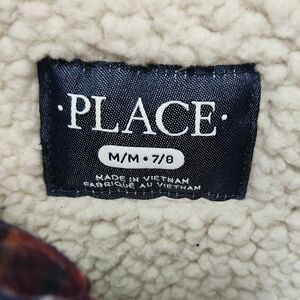 ·PLACE·
M/M • 7/8
MADE IN VIETNAM
FABRIQUÉ AU VIETNAM